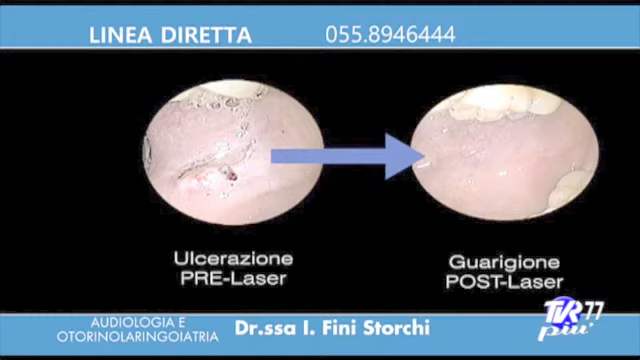 LINEA DIRETTA 055.8946444
Ulcerazione
PRE-Laser
Guarigione
POST-Laser
AUDIOLOGIA E
OTORINOLARINGOIATRIA
Dr.ssa I. Fini Storchi
TVR 77
più